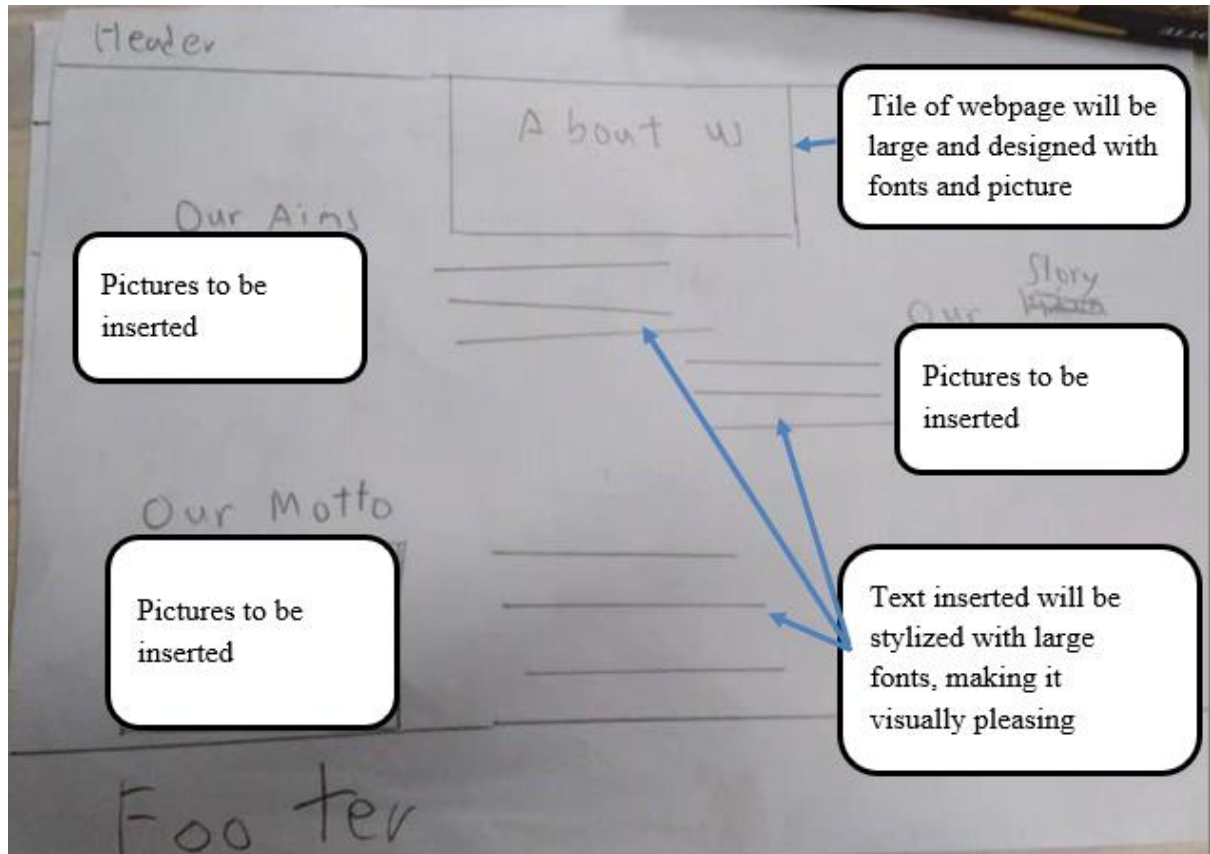 Header
About us
Tile of webpage will be
large and designed with
fonts and picture
Our Aims
Pictures to be
inserted
Story
Our
Pictures to be
inserted
Our Motto
Pictures to be
inserted
Text inserted will be
stylized with large
fonts, making it
visually pleasing
Footer